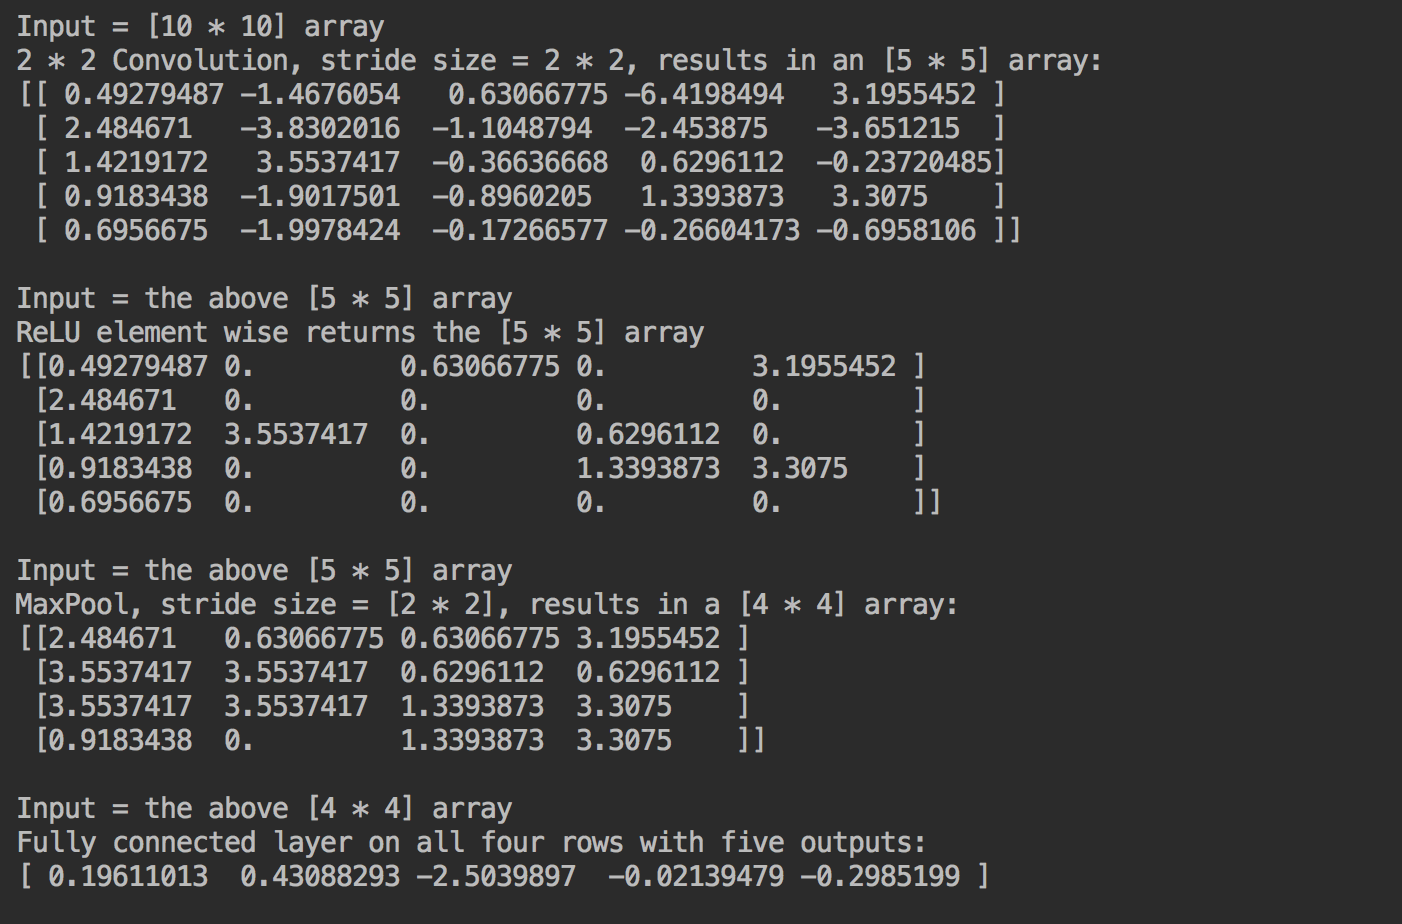 Input = [10 * 10] array
2 * 2 Convolution, stride size = 2 * 2, results in an [5 * 5] array:
[[ 0.49279487 -1.4676054   0.63066775 -6.4198494   3.1955452 ]
 [ 2.484671   -3.8302016  -1.1048794  -2.453875   -3.651215  ]
 [ 1.4219172   3.5537417  -0.36636668  0.6296112  -0.23720485]
 [ 0.9183438  -1.9017501  -0.8960205   1.3393873   3.3075    ]
 [ 0.6956675  -1.9978424  -0.17266577 -0.26604173 -0.6958106 ]]

Input = the above [5 * 5] array
ReLU element wise returns the [5 * 5] array
[[0.49279487 0.         0.63066775 0.         3.1955452 ]
 [2.484671   0.         0.         0.         0.        ]
 [1.4219172  3.5537417  0.         0.6296112  0.        ]
 [0.9183438  0.         0.         1.3393873  3.3075    ]
 [0.6956675  0.         0.         0.         0.        ]]

Input = the above [5 * 5] array
MaxPool, stride size = [2 * 2], results in a [4 * 4] array:
[[2.484671   0.63066775 0.63066775 3.1955452 ]
 [3.5537417  3.5537417  0.6296112  0.6296112 ]
 [3.5537417  3.5537417  1.3393873  3.3075    ]
 [0.9183438  0.         1.3393873  3.3075    ]]

Input = the above [4 * 4] array
Fully connected layer on all four rows with five outputs:
[ 0.19611013  0.43088293 -2.5039897  -0.02139479 -0.2985199 ]